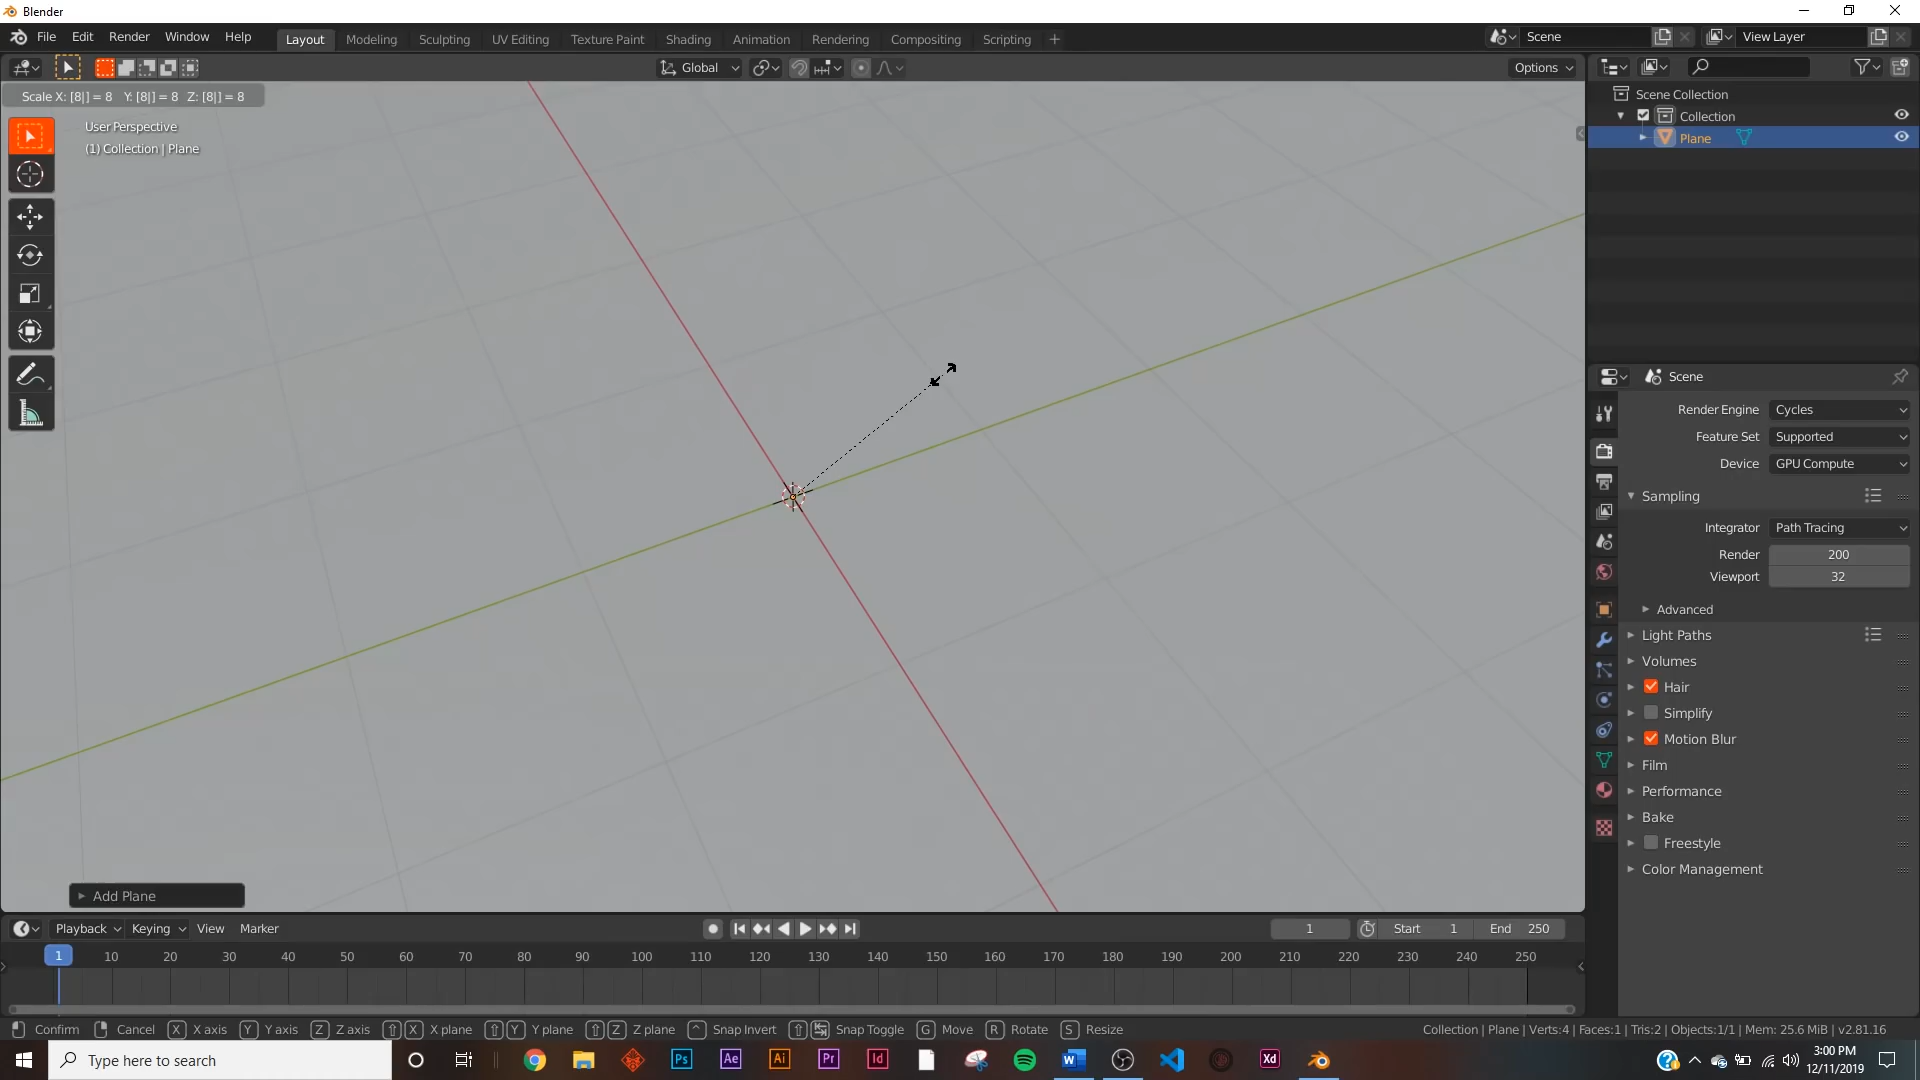 Blender
File Edit Render Window Help Layout Modeling Sculpting UV Editing Texture Paint Shading Animation Rendering Compositing Scripting + Scene View Layer
Global Options
Scale X: [8|] = 8 Y: [8|] = 8 Z: [8|] = 8
User Perspective
(1) Collection | Plane
Scene Collection
Collection
Plane
Scene
Render Engine Cycles
Feature Set Supported
Device GPU Compute
Sampling
Integrator Path Tracing
Render 200
Viewport 32
Advanced
Light Paths
Volumes
Hair
Simplify
Motion Blur
Film
Performance
Bake
Freestyle
Color Management
Add Plane
Playback Keying View Marker 1 Start 1 End 250
1 10 20 30 40 50 60 70 80 90 100 110 120 130 140 150 160 170 180 190 200 210 220 230 240 250
Confirm Cancel X X axis Y Y axis Z Z axis X X plane Y Y plane Z Z plane ^ Snap Invert Snap Toggle G Move R Rotate S Resize Collection | Plane | Verts:4 | Faces:1 | Tris:2 | Objects:1/1 | Mem: 25.6 MiB | v2.81.16
Type here to search Ps Ae Ai Pr Id W Xd ? 3:00 PM
12/11/2019